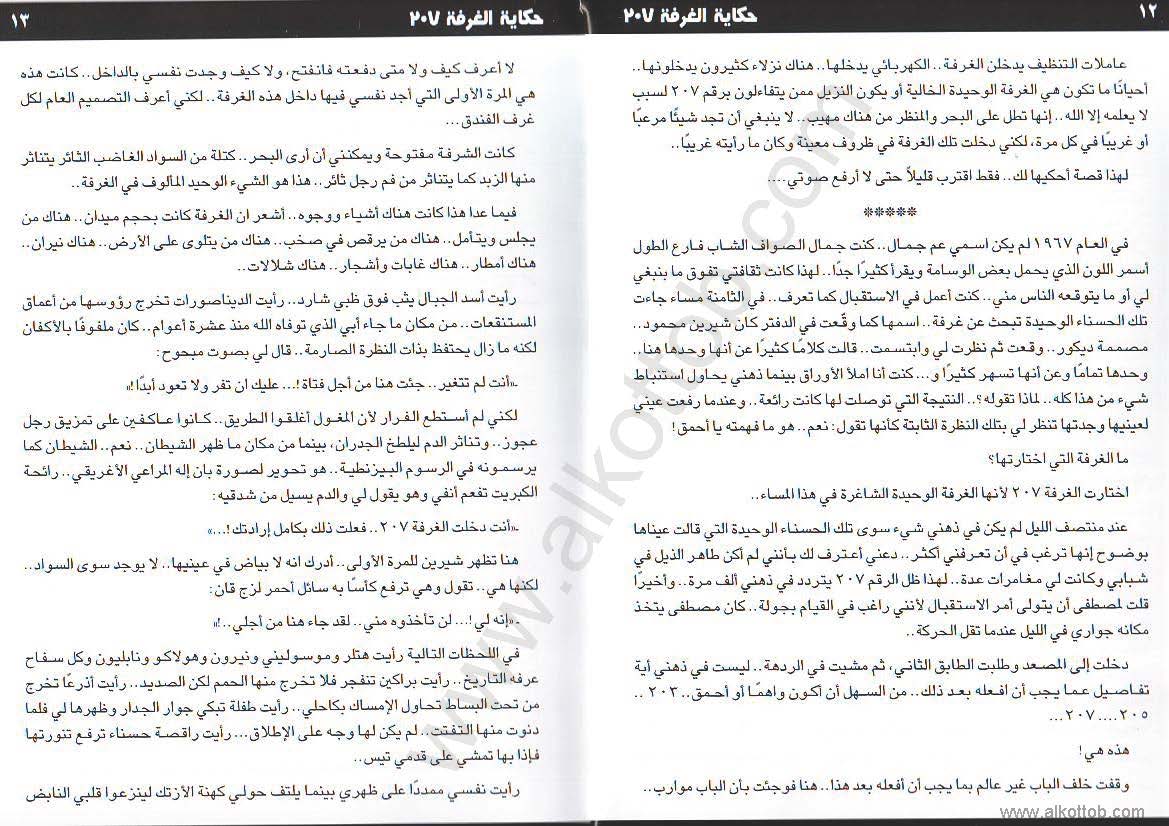 ١٢
حكاية الغرفة ٢٠٧
عاملات التنظيف يدخلن الغرفة.. الكهربائي يدخلها.. هناك نزلاء كثيرون يدخلونها..
أحيانًا ما تكون هي الغرفة الوحيدة الخالية أو يكون النزيل ممن يتفاءلون برقم ٢٠٧ لسبب
لا يعلمه إلا الله.. إنها تطل على البحر والمنظر من هناك مهيب.. لا ينبغي أن تجد شيئًا مرعبًا
أو غريبًا في كل مرة، لكني دخلت تلك الغرفة في ظروف معينة وكان ما رأيته غريبًا..
لهذا قصة أحكيها لك.. فقط اقترب قليلاً حتى لا أرفع صوتي....
*****
في العام ١٩٦٧ لم يكن اسمي عم جمال.. كنت جمال الصواف الشاب فارع الطول
أسمر اللون الذي يحمل بعض الوسامة ويقرأ كثيرًا جدًا.. لهذا كانت ثقافتي تفوق ما ينبغي
لي أو ما يتوقعه الناس مني.. كنت أعمل في الاستقبال كما تعرف.. في الثامنة مساء جاءت
تلك الحسناء الوحيدة تبحث عن غرفة.. اسمها كما وقّعت في الدفتر كان شيرين محمود..
مصممة ديكور.. وقعت ثم نظرت لي وابتسمت.. قالت كلامًا كثيرًا عن أنها وحدها هنا..
وحدها تمامًا وعن أنها تسهر كثيرًا و... كنت أنا املأ الأوراق بينما ذهني يحاول استنباط
شيء من هذا كله.. لماذا تقوله؟.. النتيجة التي توصلت لها كانت رائعة.. وعندما رفعت عيني
لعينيها وجدتها تنظر لي بتلك النظرة الثابتة كأنها تقول: نعم.. هو ما فهمته يا أحمق!
ما الغرفة التي اختارتها؟
اختارت الغرفة ٢٠٧ لأنها الغرفة الوحيدة الشاغرة في هذا المساء..
عند منتصف الليل لم يكن في ذهني شيء سوى تلك الحسناء الوحيدة التي قالت عيناها
بوضوح إنها ترغب في أن تعرفني أكثر.. دعني أعترف لك بأنني لم أكن طاهر الذيل في
شبابي وكانت لي مغامرات عدة.. لهذا ظل الرقم ٢٠٧ يتردد في ذهني ألف مرة.. وأخيرًا
قلت لمصطفى أن يتولى أمر الاستقبال لأنني راغب في القيام بجولة.. كان مصطفى يتخذ
مكانه جواري في الليل عندما تقل الحركة..
دخلت إلى المصعد وطلبت الطابق الثاني، ثم مشيت في الردهة.. ليست في ذهني أية
تفاصيل عما يجب أن افعله بعد ذلك.. من السهل أن أكون واهمًا أو أحمق.. ٢٠٣ ..
٢٠٥ .... ٢٠٧ ...
هذه هي!
وقفت خلف الباب غير عالم بما يجب أن أفعله بعد هذا.. هنا فوجئت بأن الباب موارب..
١٣
حكاية الغرفة ٢٠٧
لا أعرف كيف ولا متى دفعته فانفتح، ولا كيف وجدت نفسي بالداخل.. كانت هذه
هي المرة الأولى التي أجد نفسي فيها داخل هذه الغرفة.. لكني أعرف التصميم العام لكل
غرف الفندق...
كانت الشرفة مفتوحة ويمكنني أن أرى البحر.. كتلة من السواد الغاضب الثائر يتناثر
منها الزبد كما يتناثر من فم رجل ثائر.. هذا هو الشيء الوحيد المألوف في الغرفة..
فيما عدا هذا كانت هناك أشياء ووجوه.. أشعر ان الغرفة كانت بحجم ميدان.. هناك من
يجلس ويتأمل.. هناك من يرقص في صخب.. هناك من يتلوى على الأرض.. هناك نيران..
هناك أمطار.. هناك غابات وأشجار.. هناك شلالات..
رأيت أسد الجبال يثب فوق ظبي شارد.. رأيت الديناصورات تخرج رؤوسها من أعماق
المستنقعات.. من مكان ما جاء أبي الذي توفاه الله منذ عشرة أعوام.. كان ملفوفًا بالأكفان
لكنه ما زال يحتفظ بذات النظرة الصارمة.. قال لي بصوت مبحوح:
ـ«أنت لم تتغير.. جئت هنا من أجل فتاة!... عليك ان تفر ولا تعود أبدًا!»
لكني لم أستطع الفرار لأن المغول أغلقوا الطريق.. كانوا عاكفين على تمزيق رجل
عجوز.. وتناثر الدم ليلطخ الجدران، بينما من مكان ما ظهر الشيطان.. نعم.. الشيطان كما
يرسمونه في الرسوم البيزنطية.. هو تحوير لصورة بان إله المراعي الأغريقي.. رائحة
الكبريت تفعم أنفي وهو يقول لي والدم يسيل من شدقيه:
ـ«أنت دخلت الغرفة ٢٠٧.. فعلت ذلك بكامل إرادتك!...»
هنا تظهر شيرين للمرة الأولى.. أدرك انه لا بياض في عينيها.. لا يوجد سوى السواد..
لكنها هي.. تقول وهي ترفع كأسًا به سائل أحمر لزج قان:
ـ«إنه لي!... لن تأخذوه مني.. لقد جاء هنا من أجلي..!»
في اللحظات التالية رأيت هتلر وموسوليني ونيرون وهولاكو ونابليون وكل سفاح
عرفه التاريخ.. رأيت براكين تنفجر فلا تخرج منها الحمم لكن الصديد.. رأيت أذرعًا تخرج
من تحت البساط تحاول الإمساك بكاحلي.. رأيت طفلة تبكي جوار الجدار وظهرها لي فلما
دنوت منها التفتت.. لم يكن لها وجه على الإطلاق... رأيت راقصة حسناء ترفع تنورتها
فإذا بها تمشي على قدمي تيس..
رأيت نفسي ممددًا على ظهري بينما يلتف حولي كهنة الأزتك لينزعوا قلبي النابض
www.alkottob.com
www.alkottob.com